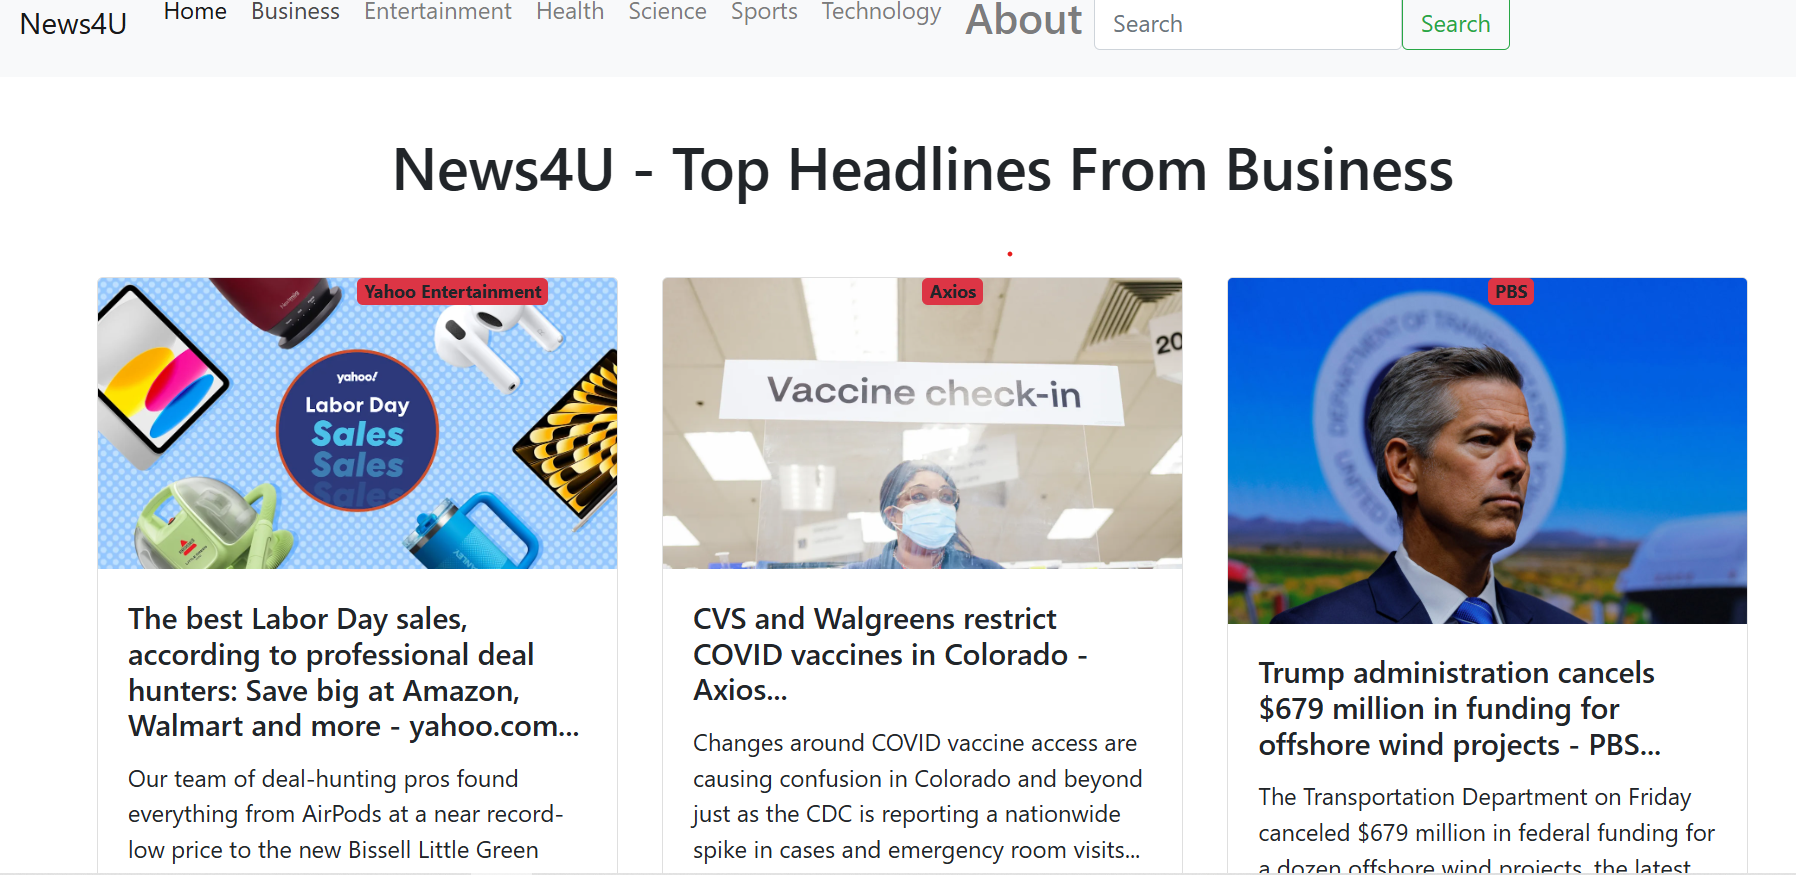 News4U Home Business Entertainment Health Science Sports Technology About Search Search
News4U - Top Headlines From Business
Yahoo Entertainment
yahoo!
Labor Day
Sales
Sales
Sales
The best Labor Day sales,
according to professional deal
hunters: Save big at Amazon,
Walmart and more - yahoo.com...
Our team of deal-hunting pros found
everything from AirPods at a near record-
low price to the new Bissell Little Green
Axios
20
Vaccine check-in
CVS and Walgreens restrict
COVID vaccines in Colorado -
Axios...
Changes around COVID vaccine access are
causing confusion in Colorado and beyond
just as the CDC is reporting a nationwide
spike in cases and emergency room visits...
PBS
DEPARTMENT OF
UNITED
Trump administration cancels
$679 million in funding for
offshore wind projects - PBS...
The Transportation Department on Friday
canceled $679 million in federal funding for
a dozen offshore wind projects, the latest